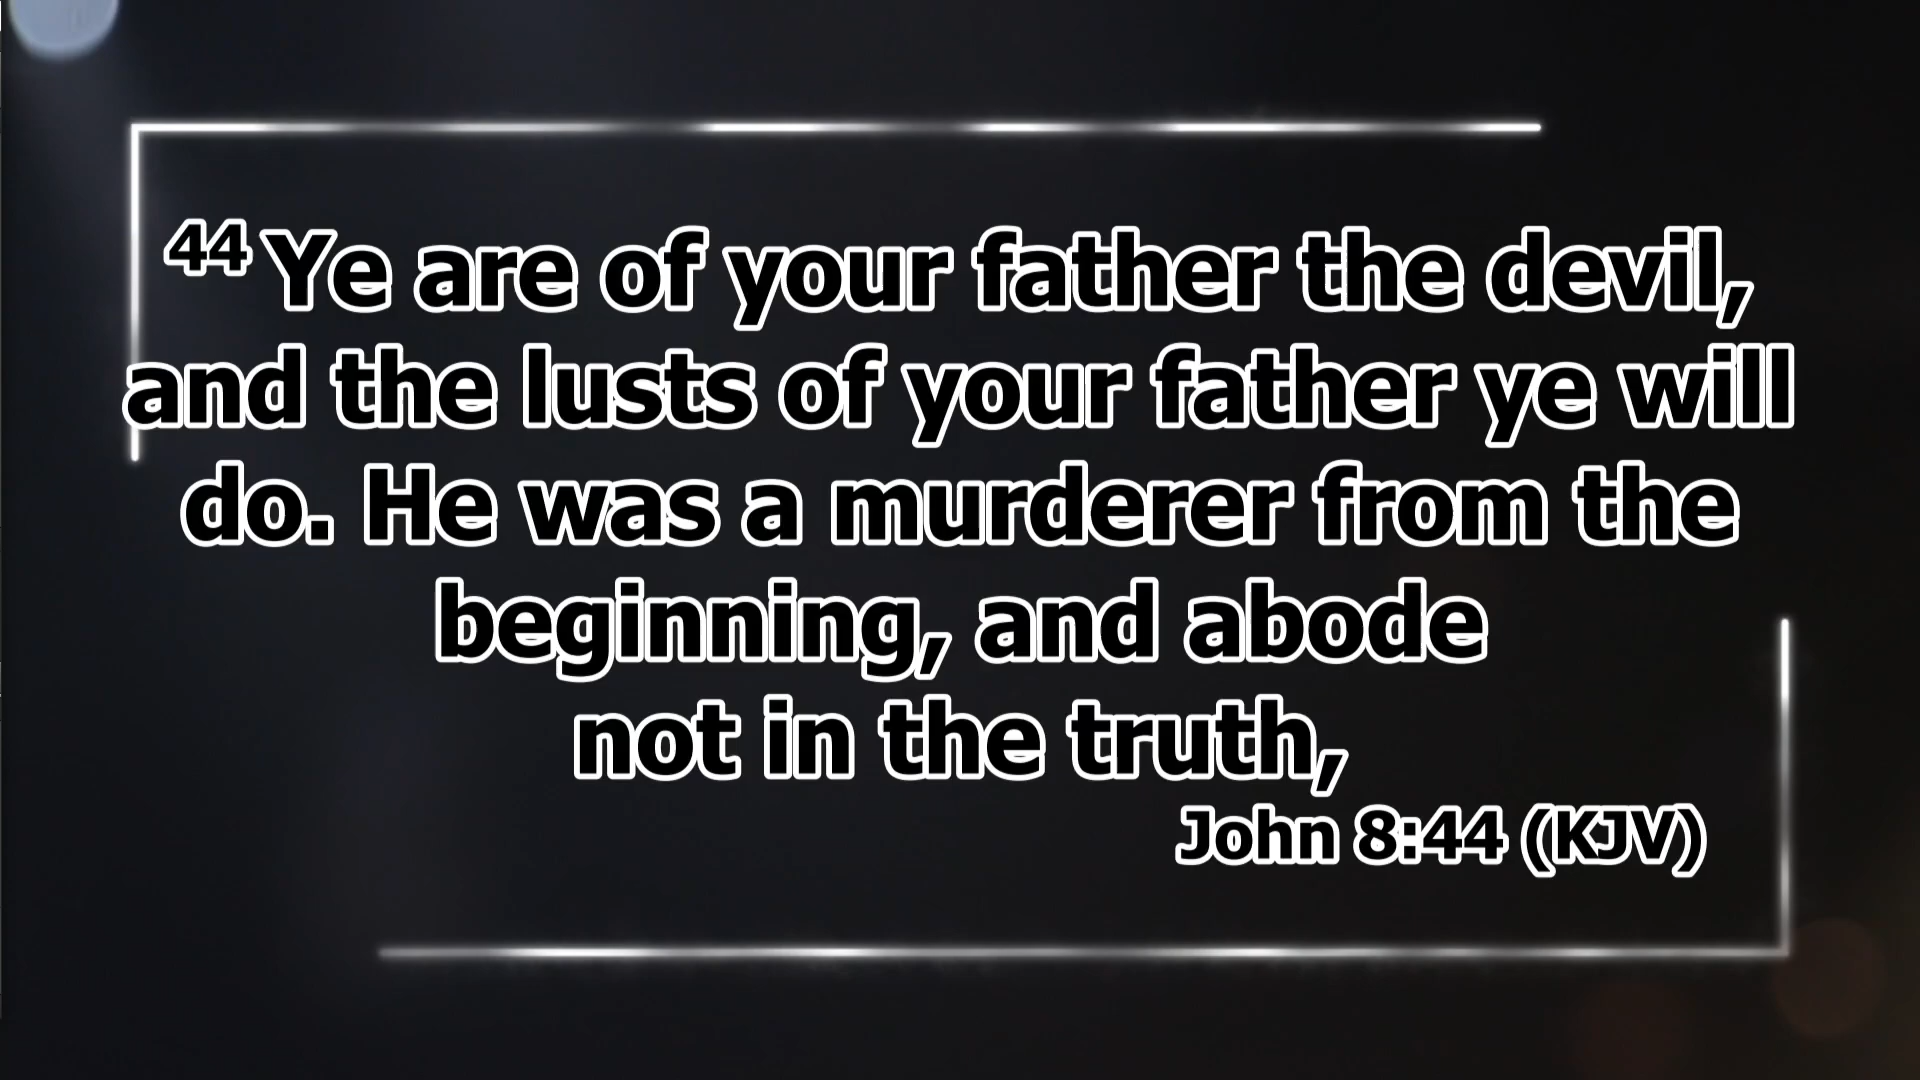 44 Ye are of your father the devil,
and the lusts of your father ye will
do. He was a murderer from the
beginning, and abode
not in the truth,
John 8:44 (KJV)